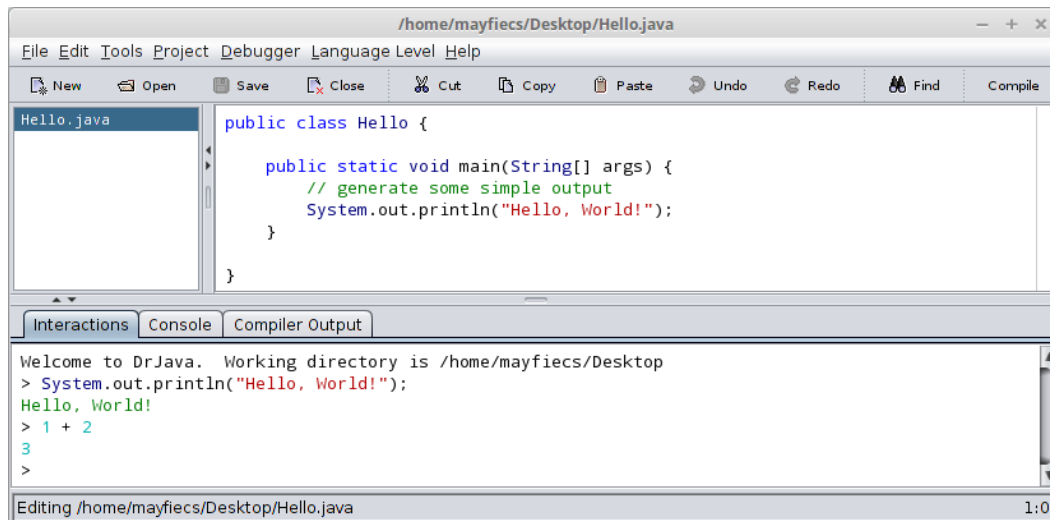 /home/mayfiecs/Desktop/Hello.java
File Edit Tools Project Debugger Language Level Help
New Open Save Close Cut Copy Paste Undo Redo Find Compile
Hello.java
public class Hello {
public static void main(String[] args) {
// generate some simple output
System.out.println("Hello, World!");
}
}
Interactions Console Compiler Output
Welcome to DrJava.  Working directory is /home/mayfiecs/Desktop
> System.out.println("Hello, World!");
Hello, World!
> 1 + 2
3
>
Editing /home/mayfiecs/Desktop/Hello.java 1:0